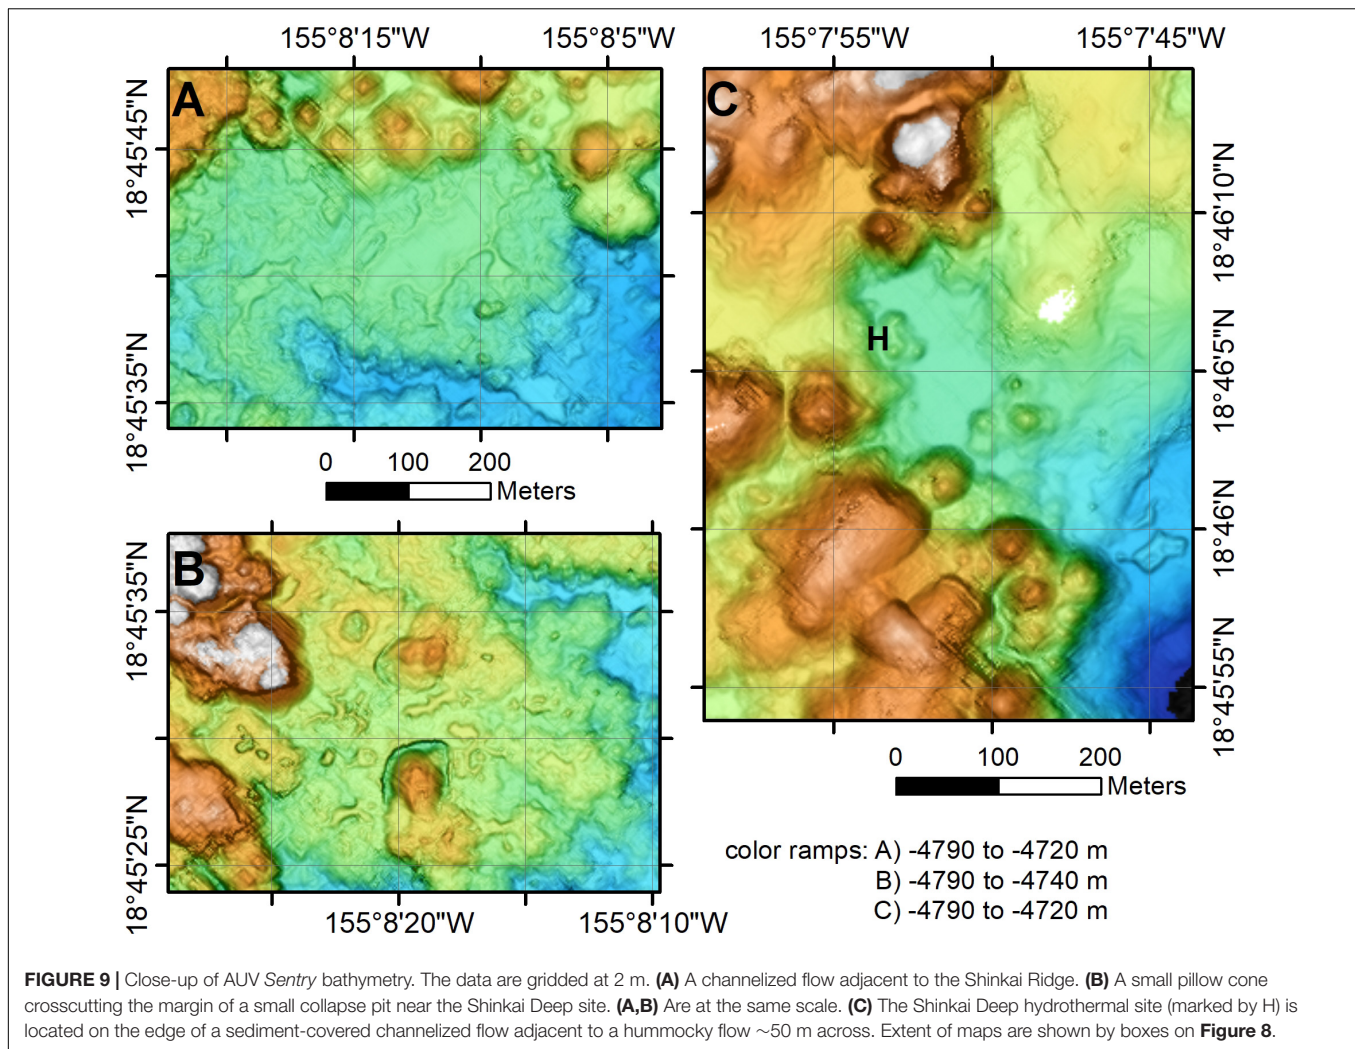 155°8'15"W
155°8'5"W
A
18°45'45"N
18°45'35"N
0 100 200
Meters
B
18°45'35"N
18°45'25"N
155°8'20"W
155°8'10"W
155°7'55"W
155°7'45"W
C
H
18°46'10"N
18°46'5"N
18°46'N
18°45'55"N
0 100 200
Meters
color ramps: A) -4790 to -4720 m
B) -4790 to -4740 m
C) -4790 to -4720 m
FIGURE 9 | Close-up of AUV Sentry bathymetry. The data are gridded at 2 m. (A) A channelized flow adjacent to the Shinkai Ridge. (B) A small pillow cone
crosscutting the margin of a small collapse pit near the Shinkai Deep site. (A,B) Are at the same scale. (C) The Shinkai Deep hydrothermal site (marked by H) is
located on the edge of a sediment-covered channelized flow adjacent to a hummocky flow ~50 m across. Extent of maps are shown by boxes on Figure 8.